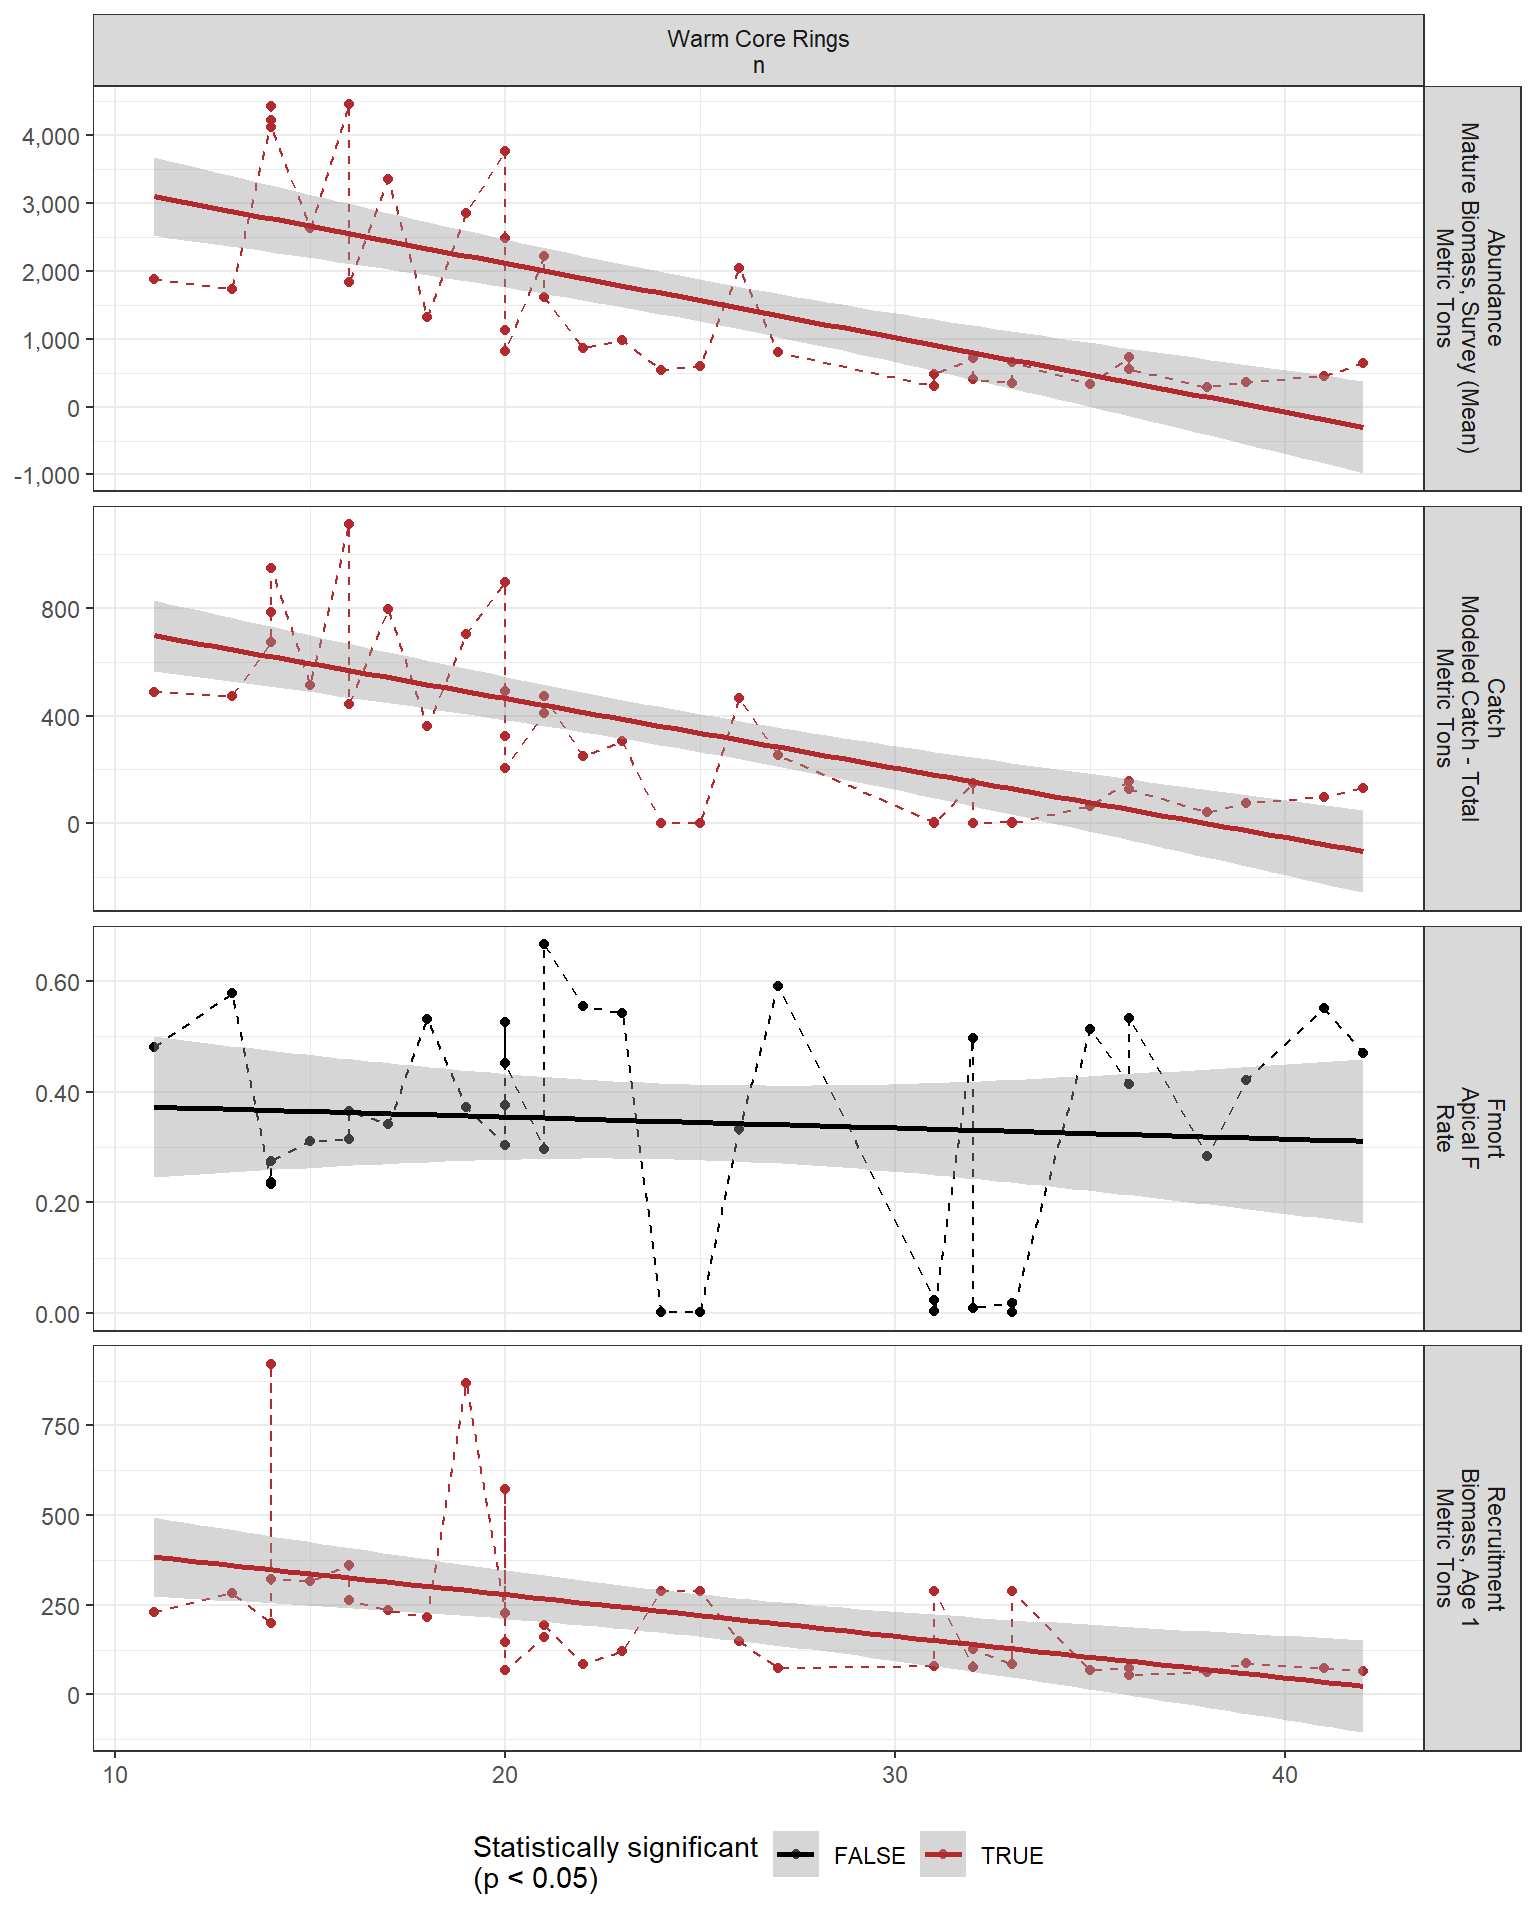 Warm Core Rings
n
4,000
3,000
2,000
1,000
0
-1,000
Abundance
Mature Biomass, Survey (Mean)
Metric Tons
800
400
0
Catch
Modeled Catch - Total
Metric Tons
0.60
0.40
0.20
0.00
Fmort
Apical F
Rate
750
500
250
0
Recruitment
Biomass, Age 1
Metric Tons
10 20 30 40
Statistically significant
(p < 0.05)
FALSE TRUE